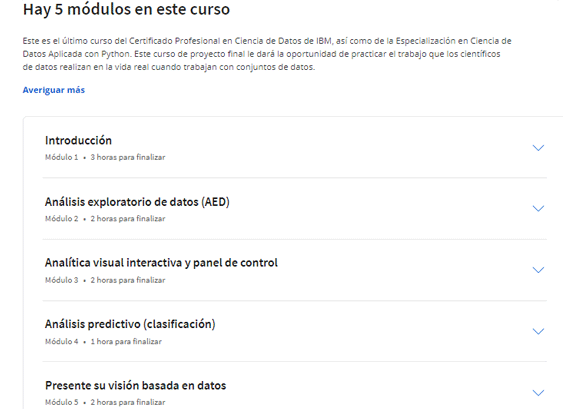 Hay 5 módulos en este curso
Este es el último curso del Certificado Profesional en Ciencia de Datos de IBM, así como de la Especialización en Ciencia de
Datos Aplicada con Python. Este curso de proyecto final le dará la oportunidad de practicar el trabajo que los científicos
de datos realizan en la vida real cuando trabajan con conjuntos de datos.
Averiguar más
Introducción
Módulo 1 • 3 horas para finalizar
Análisis exploratorio de datos (AED)
Módulo 2 • 2 horas para finalizar
Analítica visual interactiva y panel de control
Módulo 3 • 2 horas para finalizar
Análisis predictivo (clasificación)
Módulo 4 • 1 hora para finalizar
Presente su visión basada en datos
Módulo 5 • 2 horas para finalizar